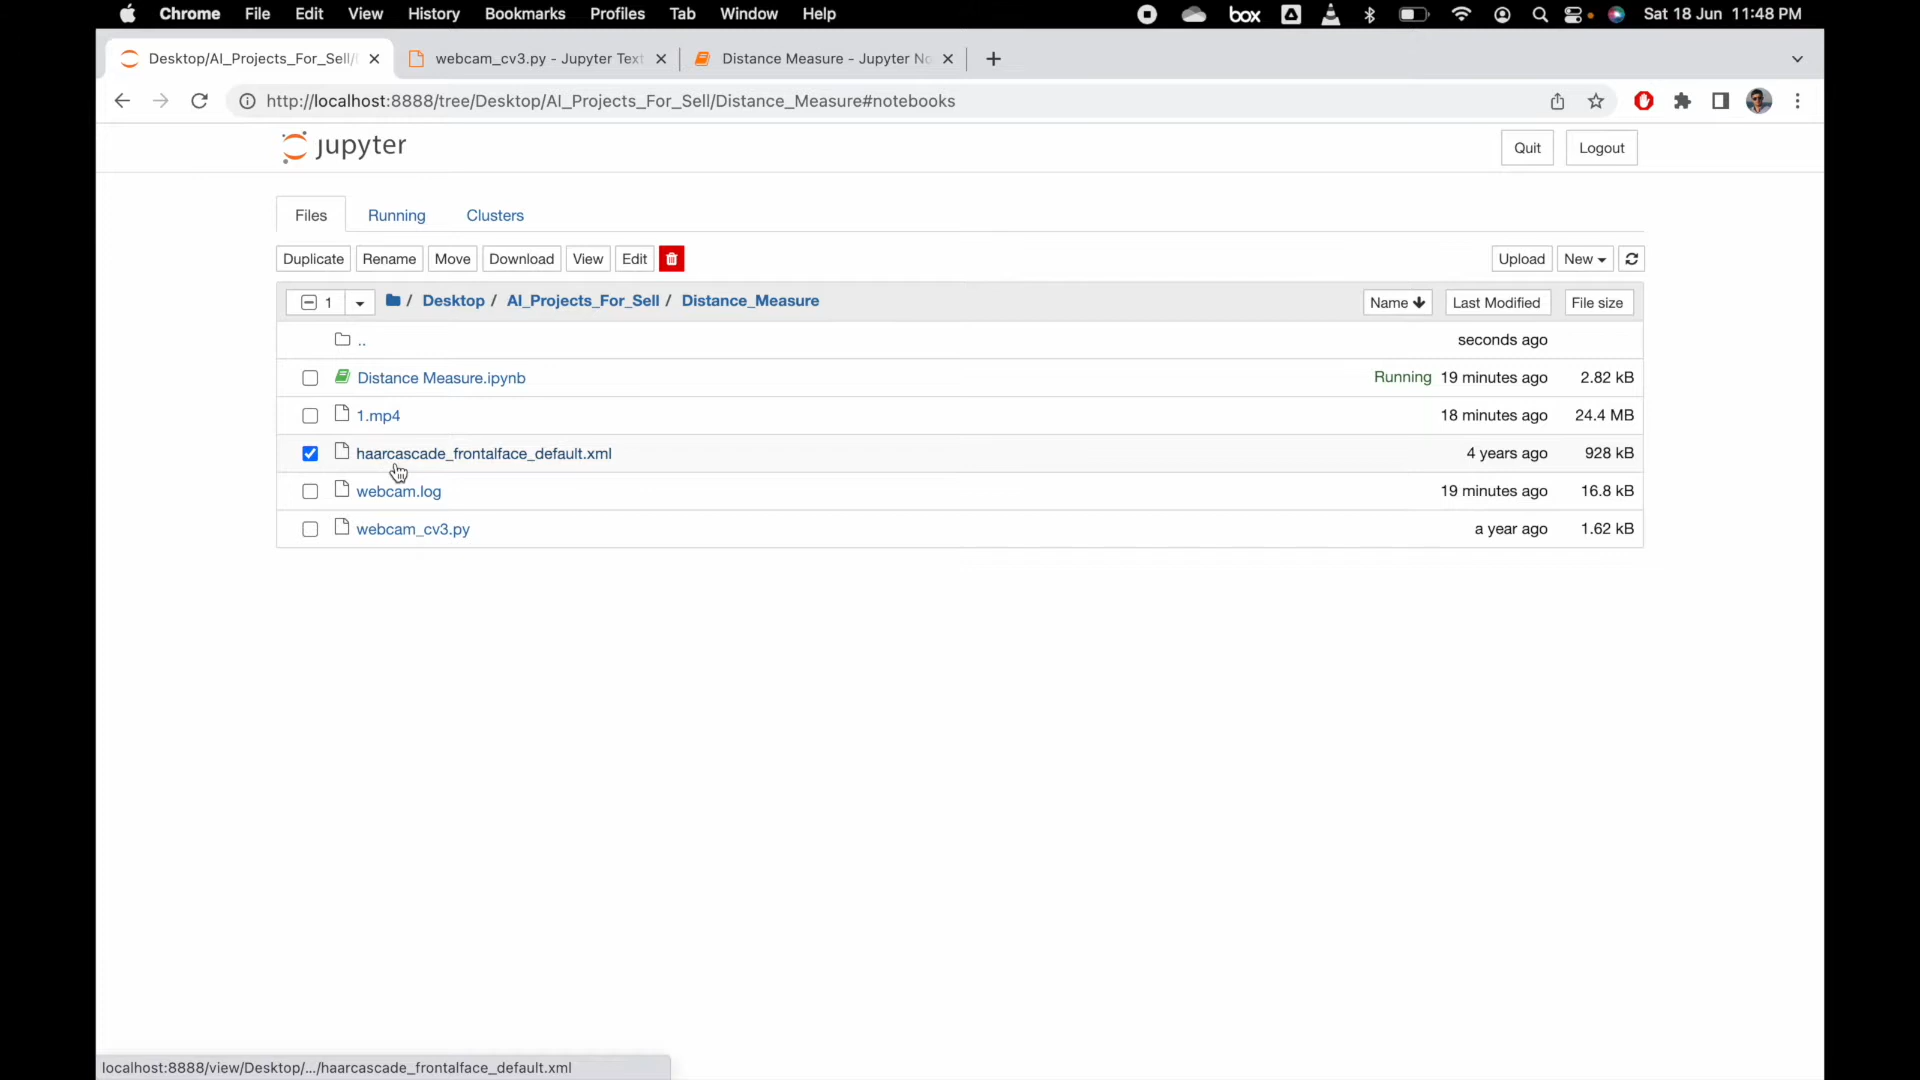 Chrome File Edit View History Bookmarks Profiles Tab Window Help box Sat 18 Jun 11:48 PM
Desktop/AI_Projects_For_Sell/ webcam_cv3.py - Jupyter Text Distance Measure - Jupyter No
http://localhost:8888/tree/Desktop/AI_Projects_For_Sell/Distance_Measure#notebooks
jupyter Quit Logout
Files Running Clusters
Duplicate Rename Move Download View Edit Upload New
1 / Desktop / AI_Projects_For_Sell / Distance_Measure Name Last Modified File size
.. seconds ago
Distance Measure.ipynb Running 19 minutes ago 2.82 kB
1.mp4 18 minutes ago 24.4 MB
haarcascade_frontalface_default.xml 4 years ago 928 kB
webcam.log 19 minutes ago 16.8 kB
webcam_cv3.py a year ago 1.62 kB
localhost:8888/view/Desktop/.../haarcascade_frontalface_default.xml